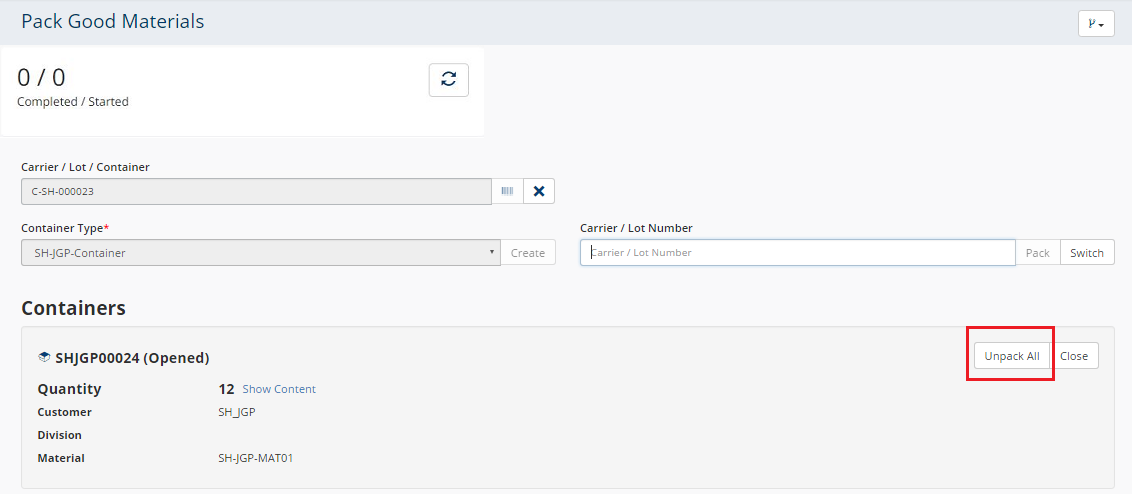 Pack Good Materials
0 / 0
Completed / Started
Carrier / Lot / Container
C-SH-000023
Container Type*
Carrier / Lot Number
SH-JGP-Container
Create
Carrier / Lot Number
Pack
Switch
Containers
SHJGP00024 (Opened)
Unpack All
Close
Quantity 12 Show Content
Customer SH_JGP
Division
Material SH-JGP-MAT01